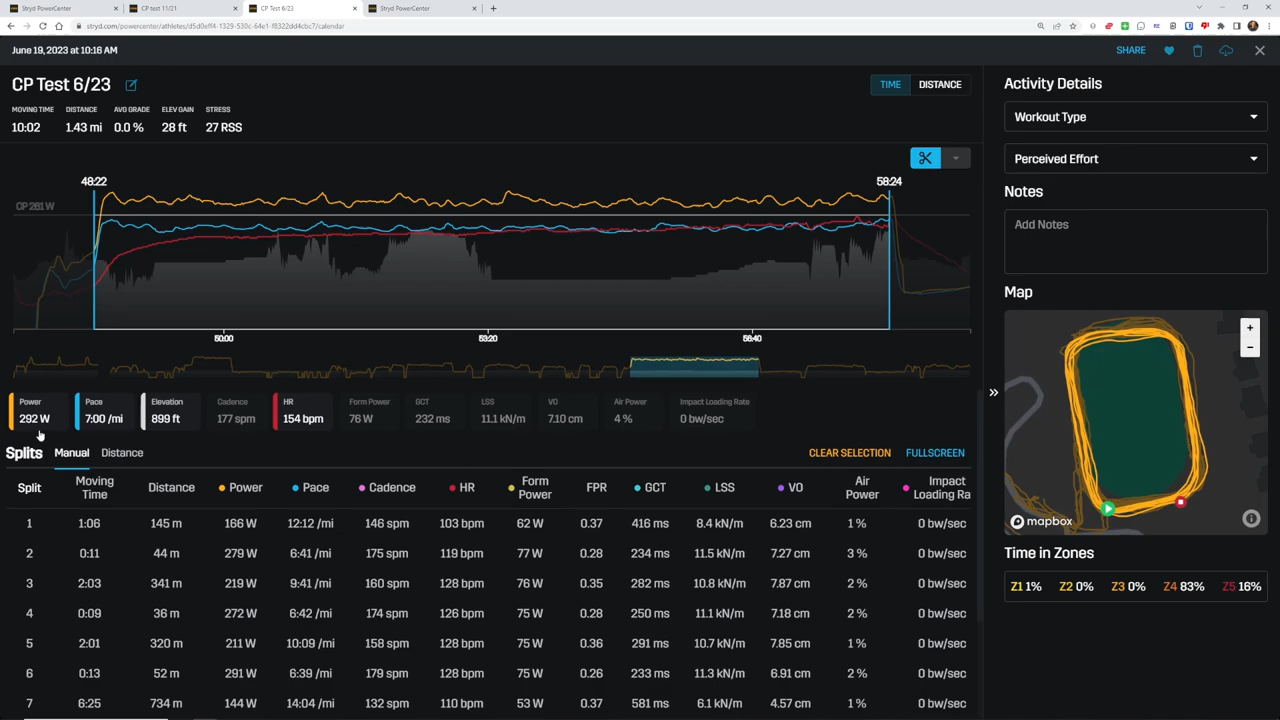 Stryd PowerCenter
CP test 11/21
CP Test 6/23
Stryd PowerCenter
stryd.com/powercenter/athletes/d5d0eff4-1329-530c-64e1-f8322dd4cbc7/calendar
June 19, 2023 at 10:16 AM
SHARE
CP Test 6/23
TIME DISTANCE
MOVING TIME DISTANCE AVG GRADE ELEV GAIN STRESS
10:02 1.43 mi 0.0 % 28 ft 27 RSS
48:22 58:24
CP 281 W
50:00 53:20 56:40
Power Pace Elevation Cadence HR Form Power GCT LSS VO Air Power Impact Loading Rate
292 W 7:00 /mi 899 ft 177 spm 154 bpm 76 W 232 ms 11.1 kN/m 7.10 cm 4 % 0 bw/sec
Splits Manual Distance CLEAR SELECTION FULLSCREEN
Split Moving Time Distance Power Pace Cadence HR Form Power FPR GCT LSS VO Air Power Impact Loading Ra
1 1:06 145 m 166 W 12:12 /mi 146 spm 103 bpm 62 W 0.37 416 ms 8.4 kN/m 6.23 cm 1 % 0 bw/sec
2 0:11 44 m 279 W 6:41 /mi 175 spm 119 bpm 77 W 0.28 234 ms 11.5 kN/m 7.27 cm 3 % 0 bw/sec
3 2:03 341 m 219 W 9:41 /mi 160 spm 128 bpm 76 W 0.35 282 ms 10.8 kN/m 7.87 cm 2 % 0 bw/sec
4 0:09 36 m 272 W 6:42 /mi 174 spm 126 bpm 75 W 0.28 250 ms 11.1 kN/m 7.18 cm 2 % 0 bw/sec
5 2:01 320 m 211 W 10:09 /mi 158 spm 128 bpm 75 W 0.36 291 ms 10.7 kN/m 7.85 cm 1 % 0 bw/sec
6 0:13 52 m 291 W 6:39 /mi 179 spm 128 bpm 75 W 0.26 233 ms 11.3 kN/m 6.91 cm 2 % 0 bw/sec
7 6:25 734 m 144 W 14:04 /mi 132 spm 110 bpm 53 W 0.37 581 ms 6.1 kN/m 4.57 cm 1 % 0 bw/sec
Activity Details
Workout Type
Perceived Effort
Notes
Add Notes
Map
mapbox
Time in Zones
Z1 1% Z2 0% Z3 0% Z4 83% Z5 16%